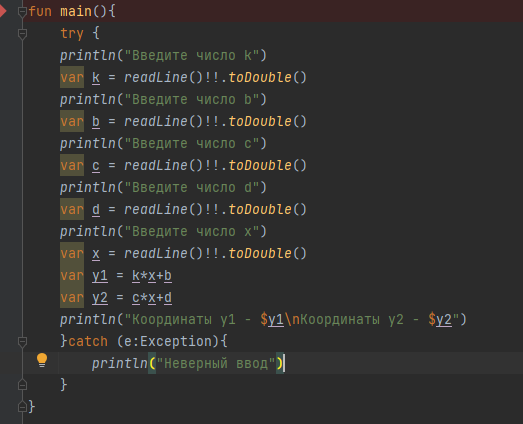 fun main(){
try {
println("Введите число k")
var k = readLine()!!.toDouble()
println("Введите число b")
var b = readLine()!!.toDouble()
println("Введите число c")
var c = readLine()!!.toDouble()
println("Введите число d")
var d = readLine()!!.toDouble()
println("Введите число x")
var x = readLine()!!.toDouble()
var y1 = k*x+b
var y2 = c*x+d
println("Координаты y1 - $y1\nКоординаты y2 - $y2")
}catch (e:Exception){
println("Неверный ввод")
}
}